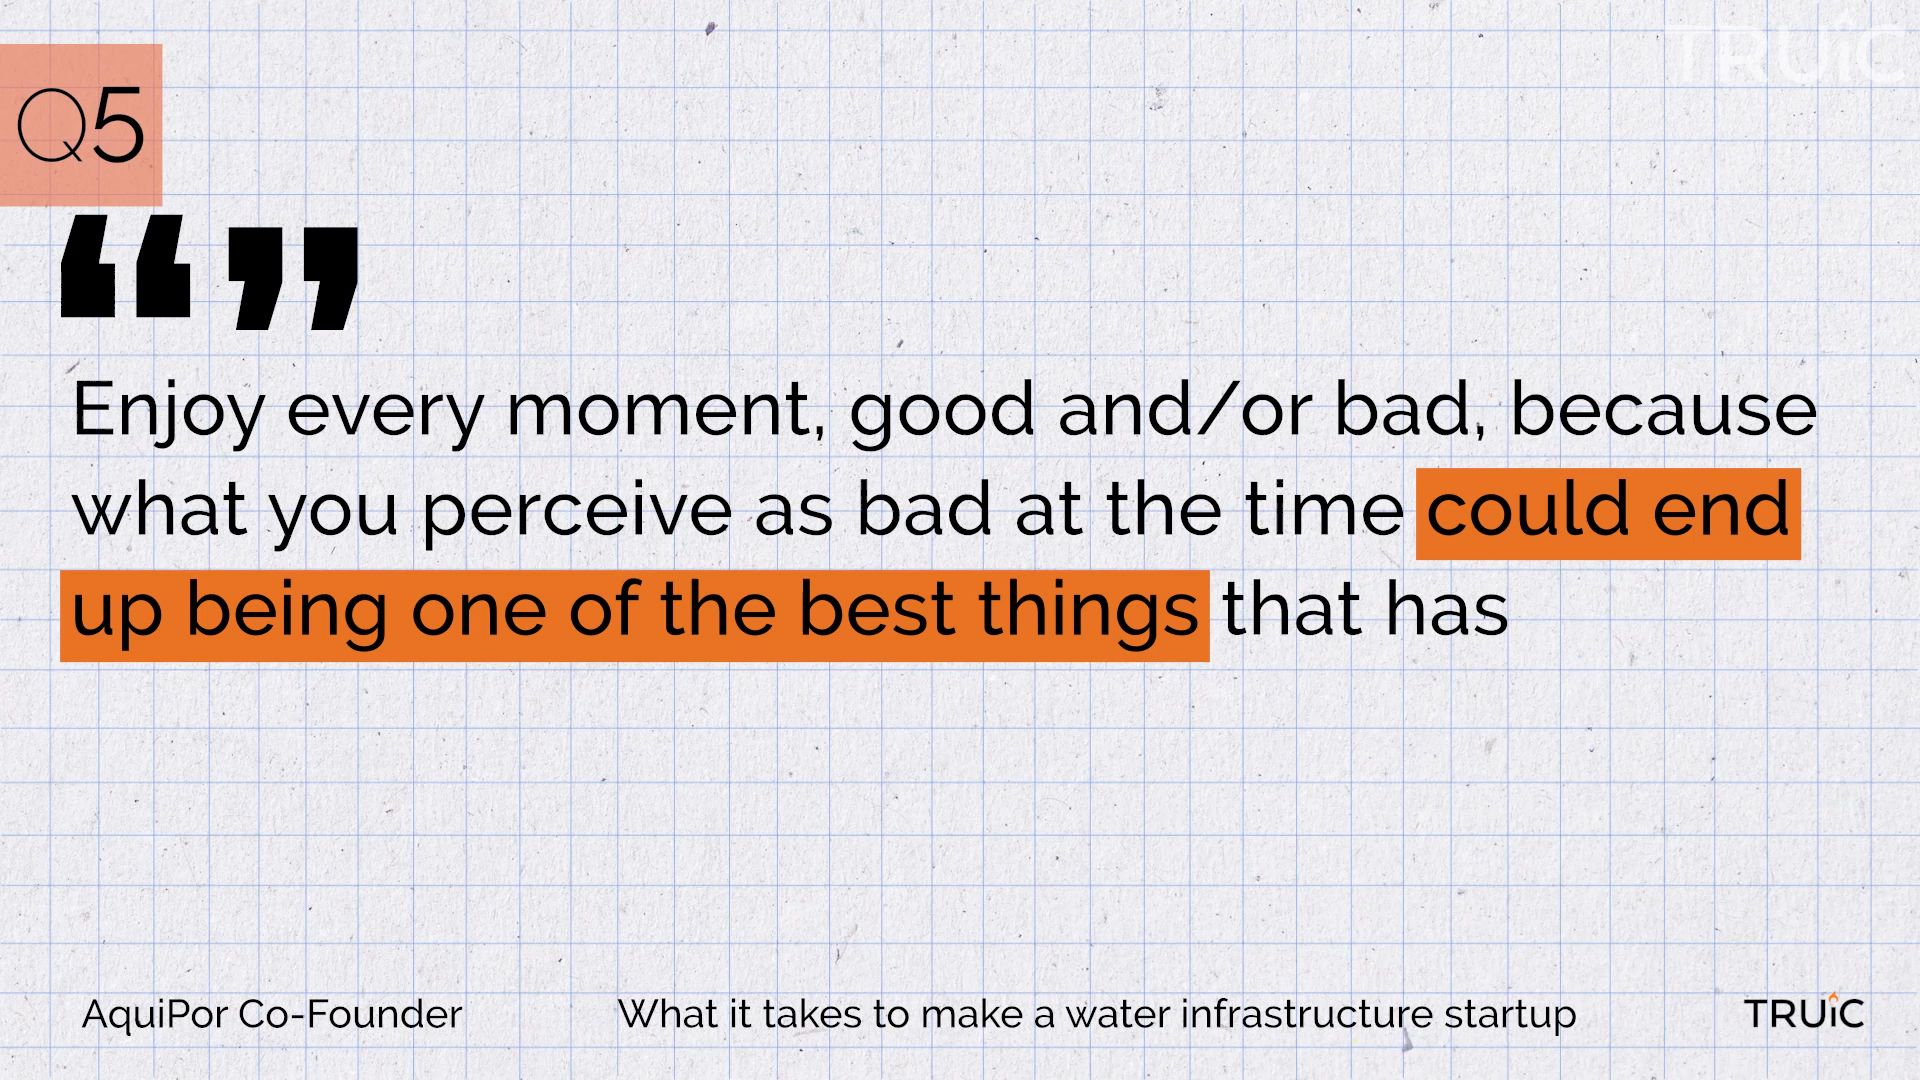 TRUiC
Q5
“”
Enjoy every moment, good and/or bad, because
what you perceive as bad at the time could end
up being one of the best things that has
AquiPor Co-Founder
What it takes to make a water infrastructure startup
TRUiC